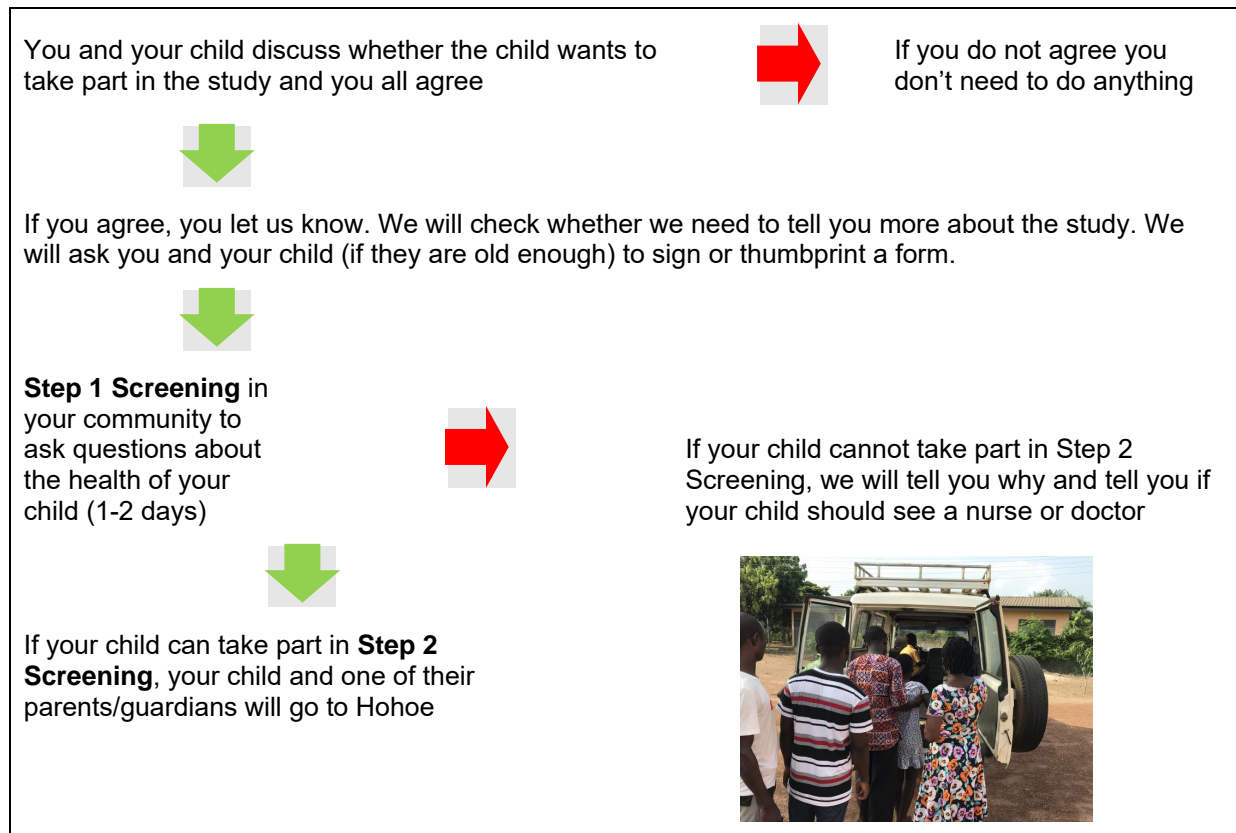 You and your child discuss whether the child wants to
take part in the study and you all agree
If you do not agree you
don’t need to do anything
If you agree, you let us know. We will check whether we need to tell you more about the study. We
will ask you and your child (if they are old enough) to sign or thumbprint a form.
Step 1 Screening in
your community to
ask questions about
the health of your
child (1-2 days)
If your child cannot take part in Step 2
Screening, we will tell you why and tell you if
your child should see a nurse or doctor
If your child can take part in Step 2
Screening, your child and one of their
parents/guardians will go to Hohoe